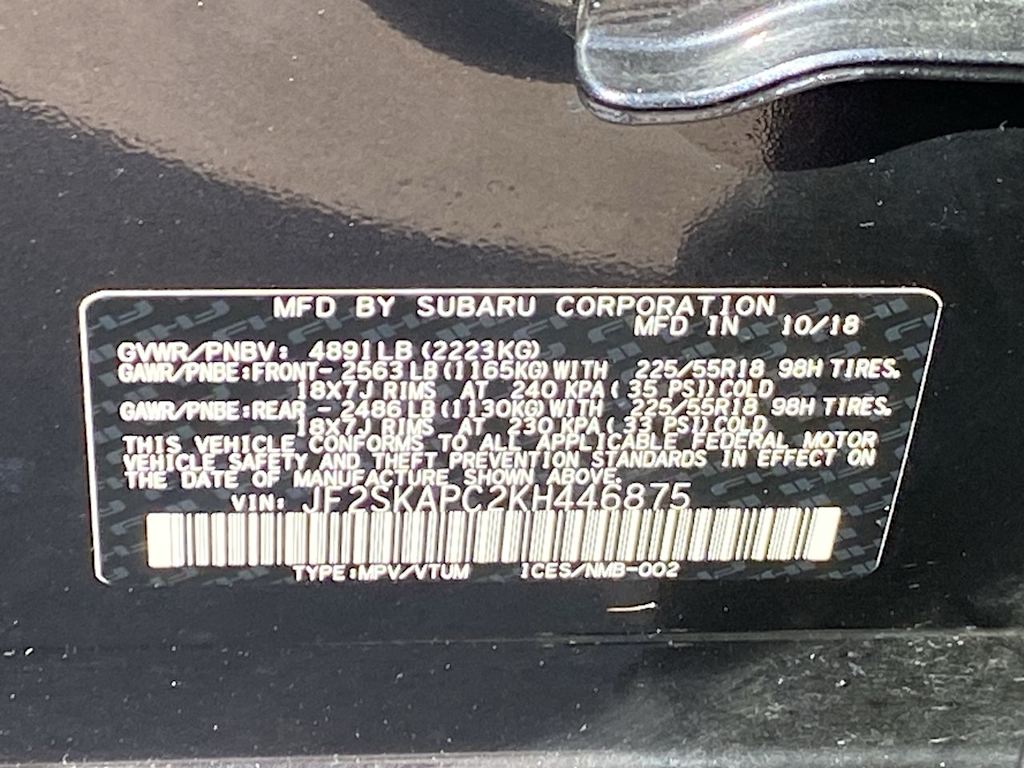 MFD BY SUBARU CORPORATION
MFD IN 10/18
GVWR/PNBV: 4891LB (2223KG)
GAWR/PNBE:FRONT- 2563LB (1165KG) WITH 225/55R18 98H TIRES.
18X7J RIMS AT 240 KPA ( 35 PSI) COLD
GAWR/PNBE:REAR - 2486LB (1130KG) WITH 225/55R18 98H TIRES.
18X7J RIMS AT 230 KPA ( 33 PSI) COLD
THIS VEHICLE CONFORMS TO ALL APPLICABLE FEDERAL MOTOR
VEHICLE SAFETY AND THEFT PREVENTION STANDARDS IN EFFECT ON
THE DATE OF MANUFACTURE SHOWN ABOVE.
VIN: JF2SKAPC2KH446875
TYPE:MPV/VTUM ICES/NMB-002